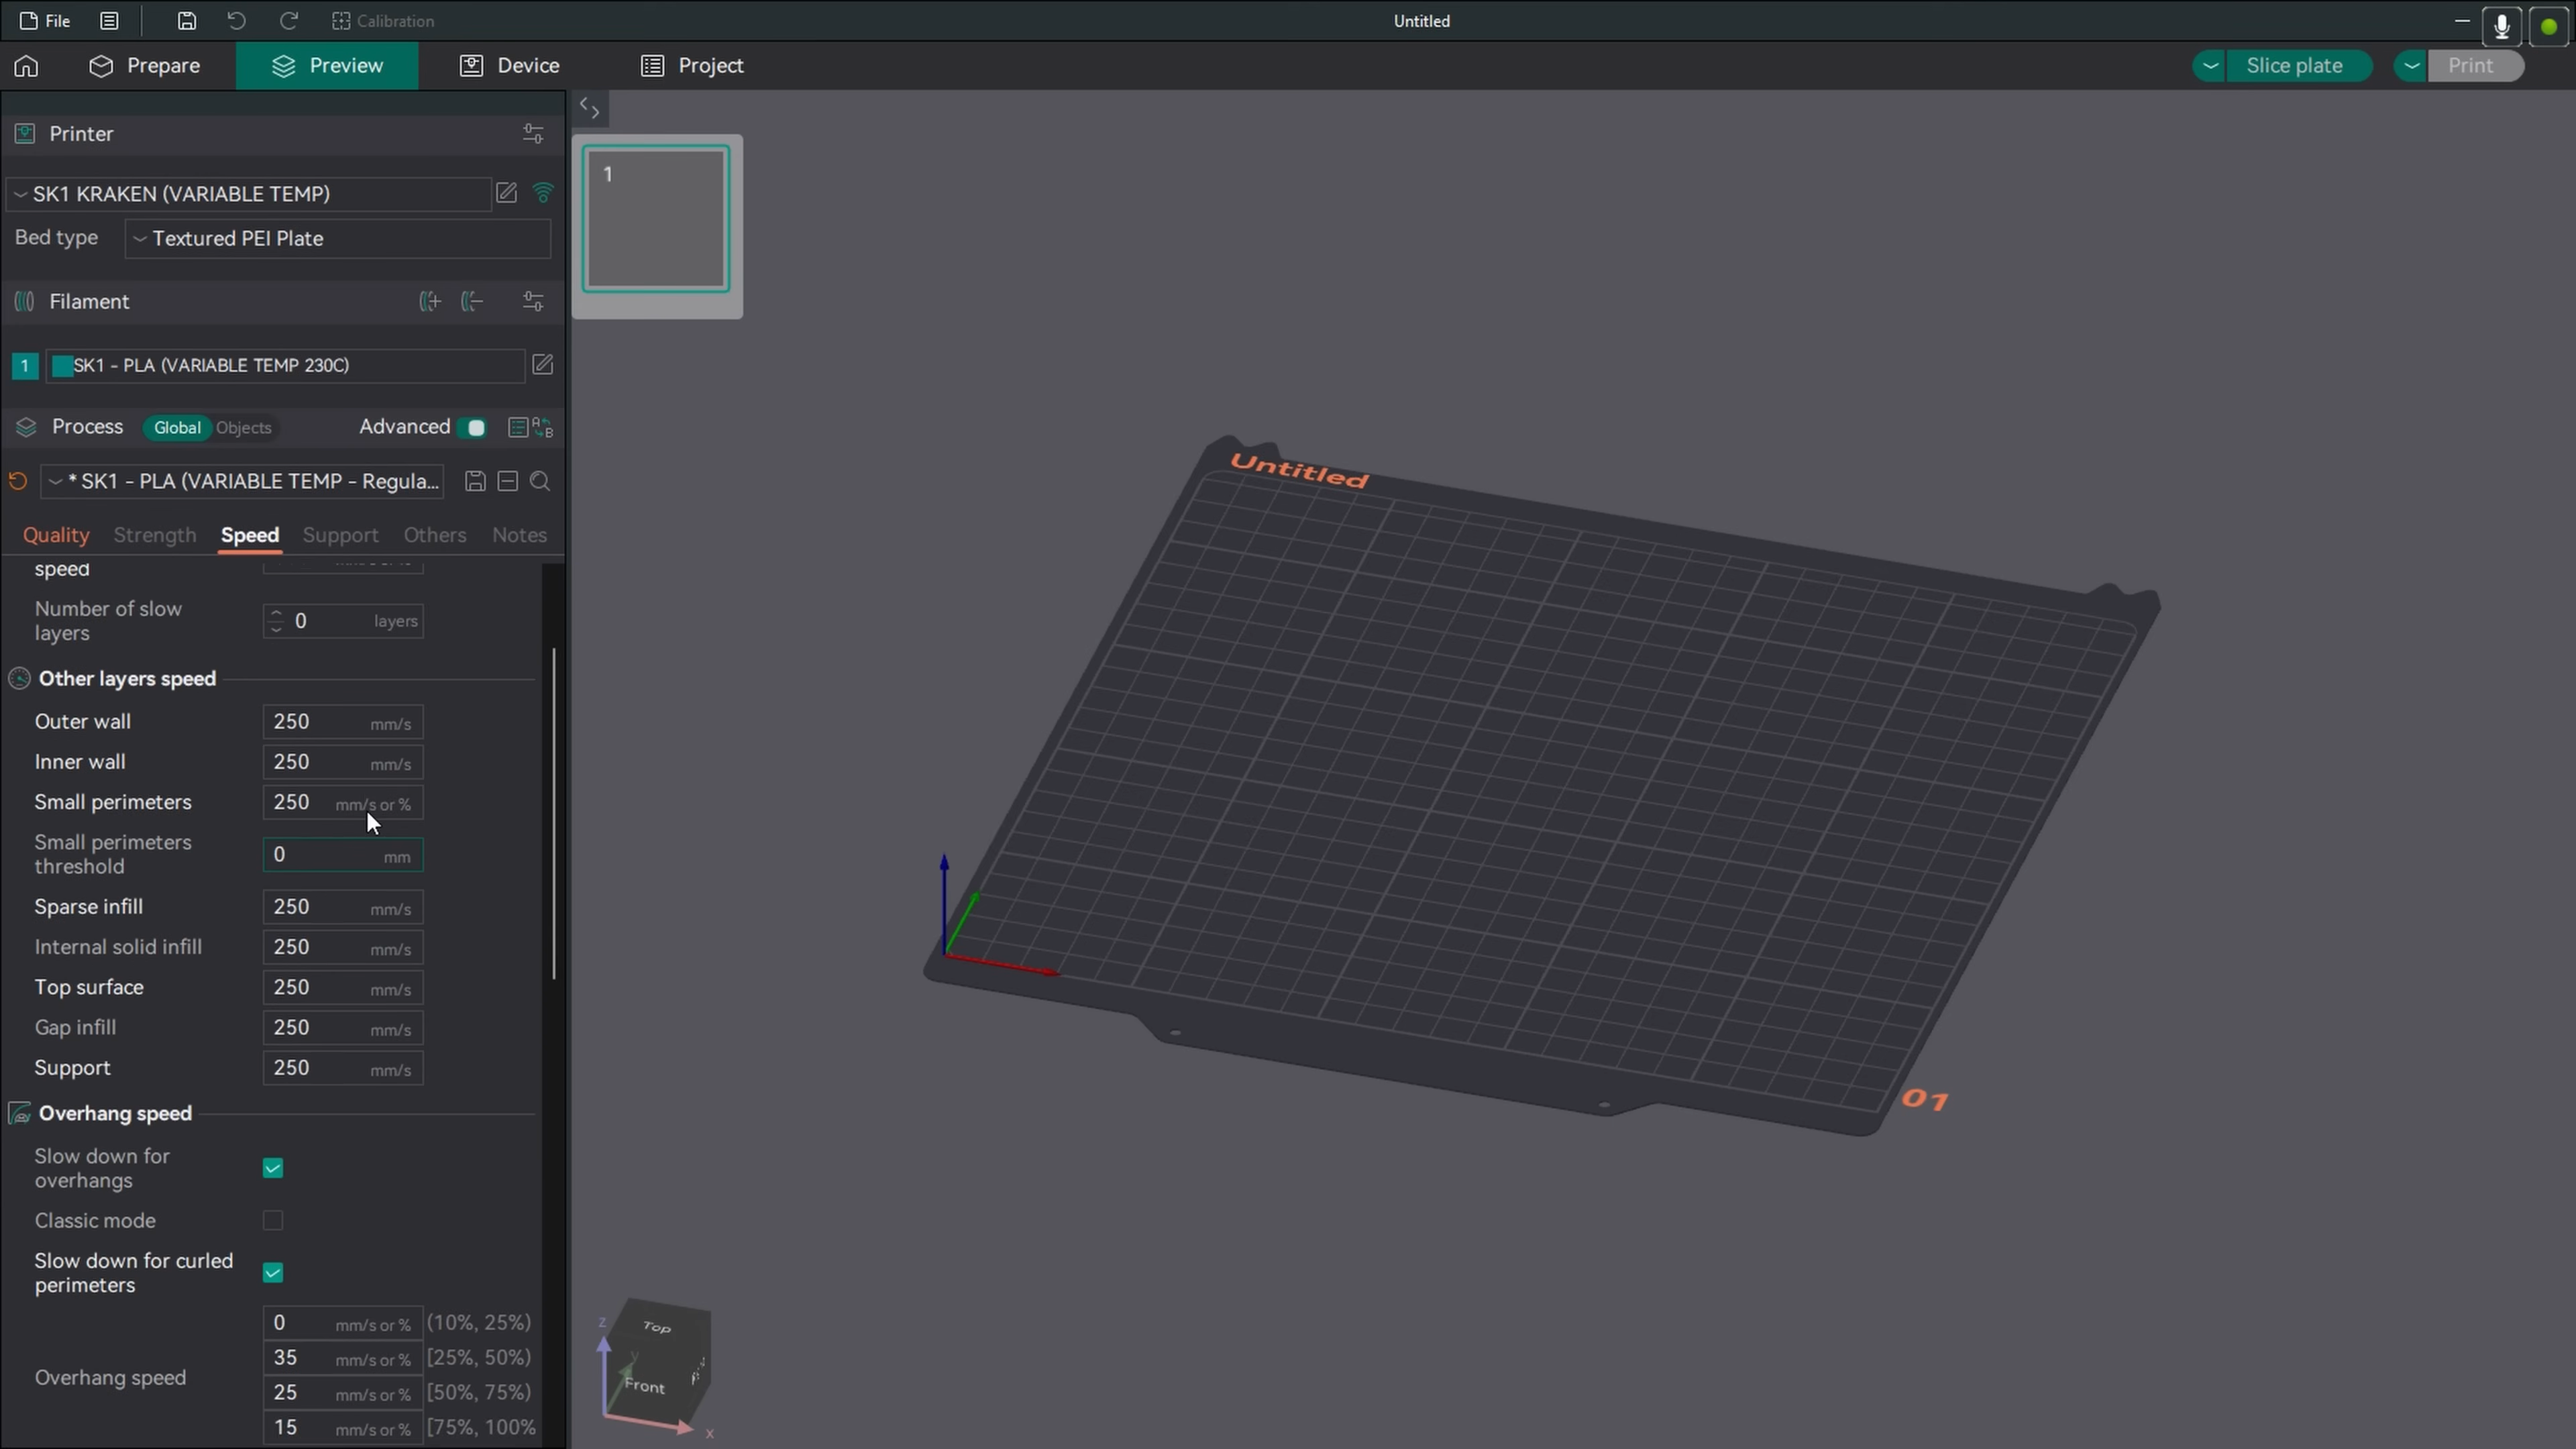 File
Calibration
Untitled
Prepare
Preview
Device
Project
Slice plate
Print
Printer
SK1 KRAKEN (VARIABLE TEMP)
Bed type
Textured PEI Plate
Filament
1
SK1 - PLA (VARIABLE TEMP 230C)
Process
Global
Objects
Advanced
* SK1 - PLA (VARIABLE TEMP - Regula...
Quality
Strength
Speed
Support
Others
Notes
speed
Number of slow
layers
0 layers
Other layers speed
Outer wall 250 mm/s
Inner wall 250 mm/s
Small perimeters 250 mm/s or %
Small perimeters
threshold
0 mm
Sparse infill 250 mm/s
Internal solid infill 250 mm/s
Top surface 250 mm/s
Gap infill 250 mm/s
Support 250 mm/s
Overhang speed
Slow down for
overhangs
Classic mode
Slow down for curled
perimeters
Overhang speed
0 mm/s or % (10%, 25%)
35 mm/s or % [25%, 50%)
25 mm/s or % [50%, 75%)
15 mm/s or % [75%, 100%
1
Untitled
01
Z
Top
Y
Front
X